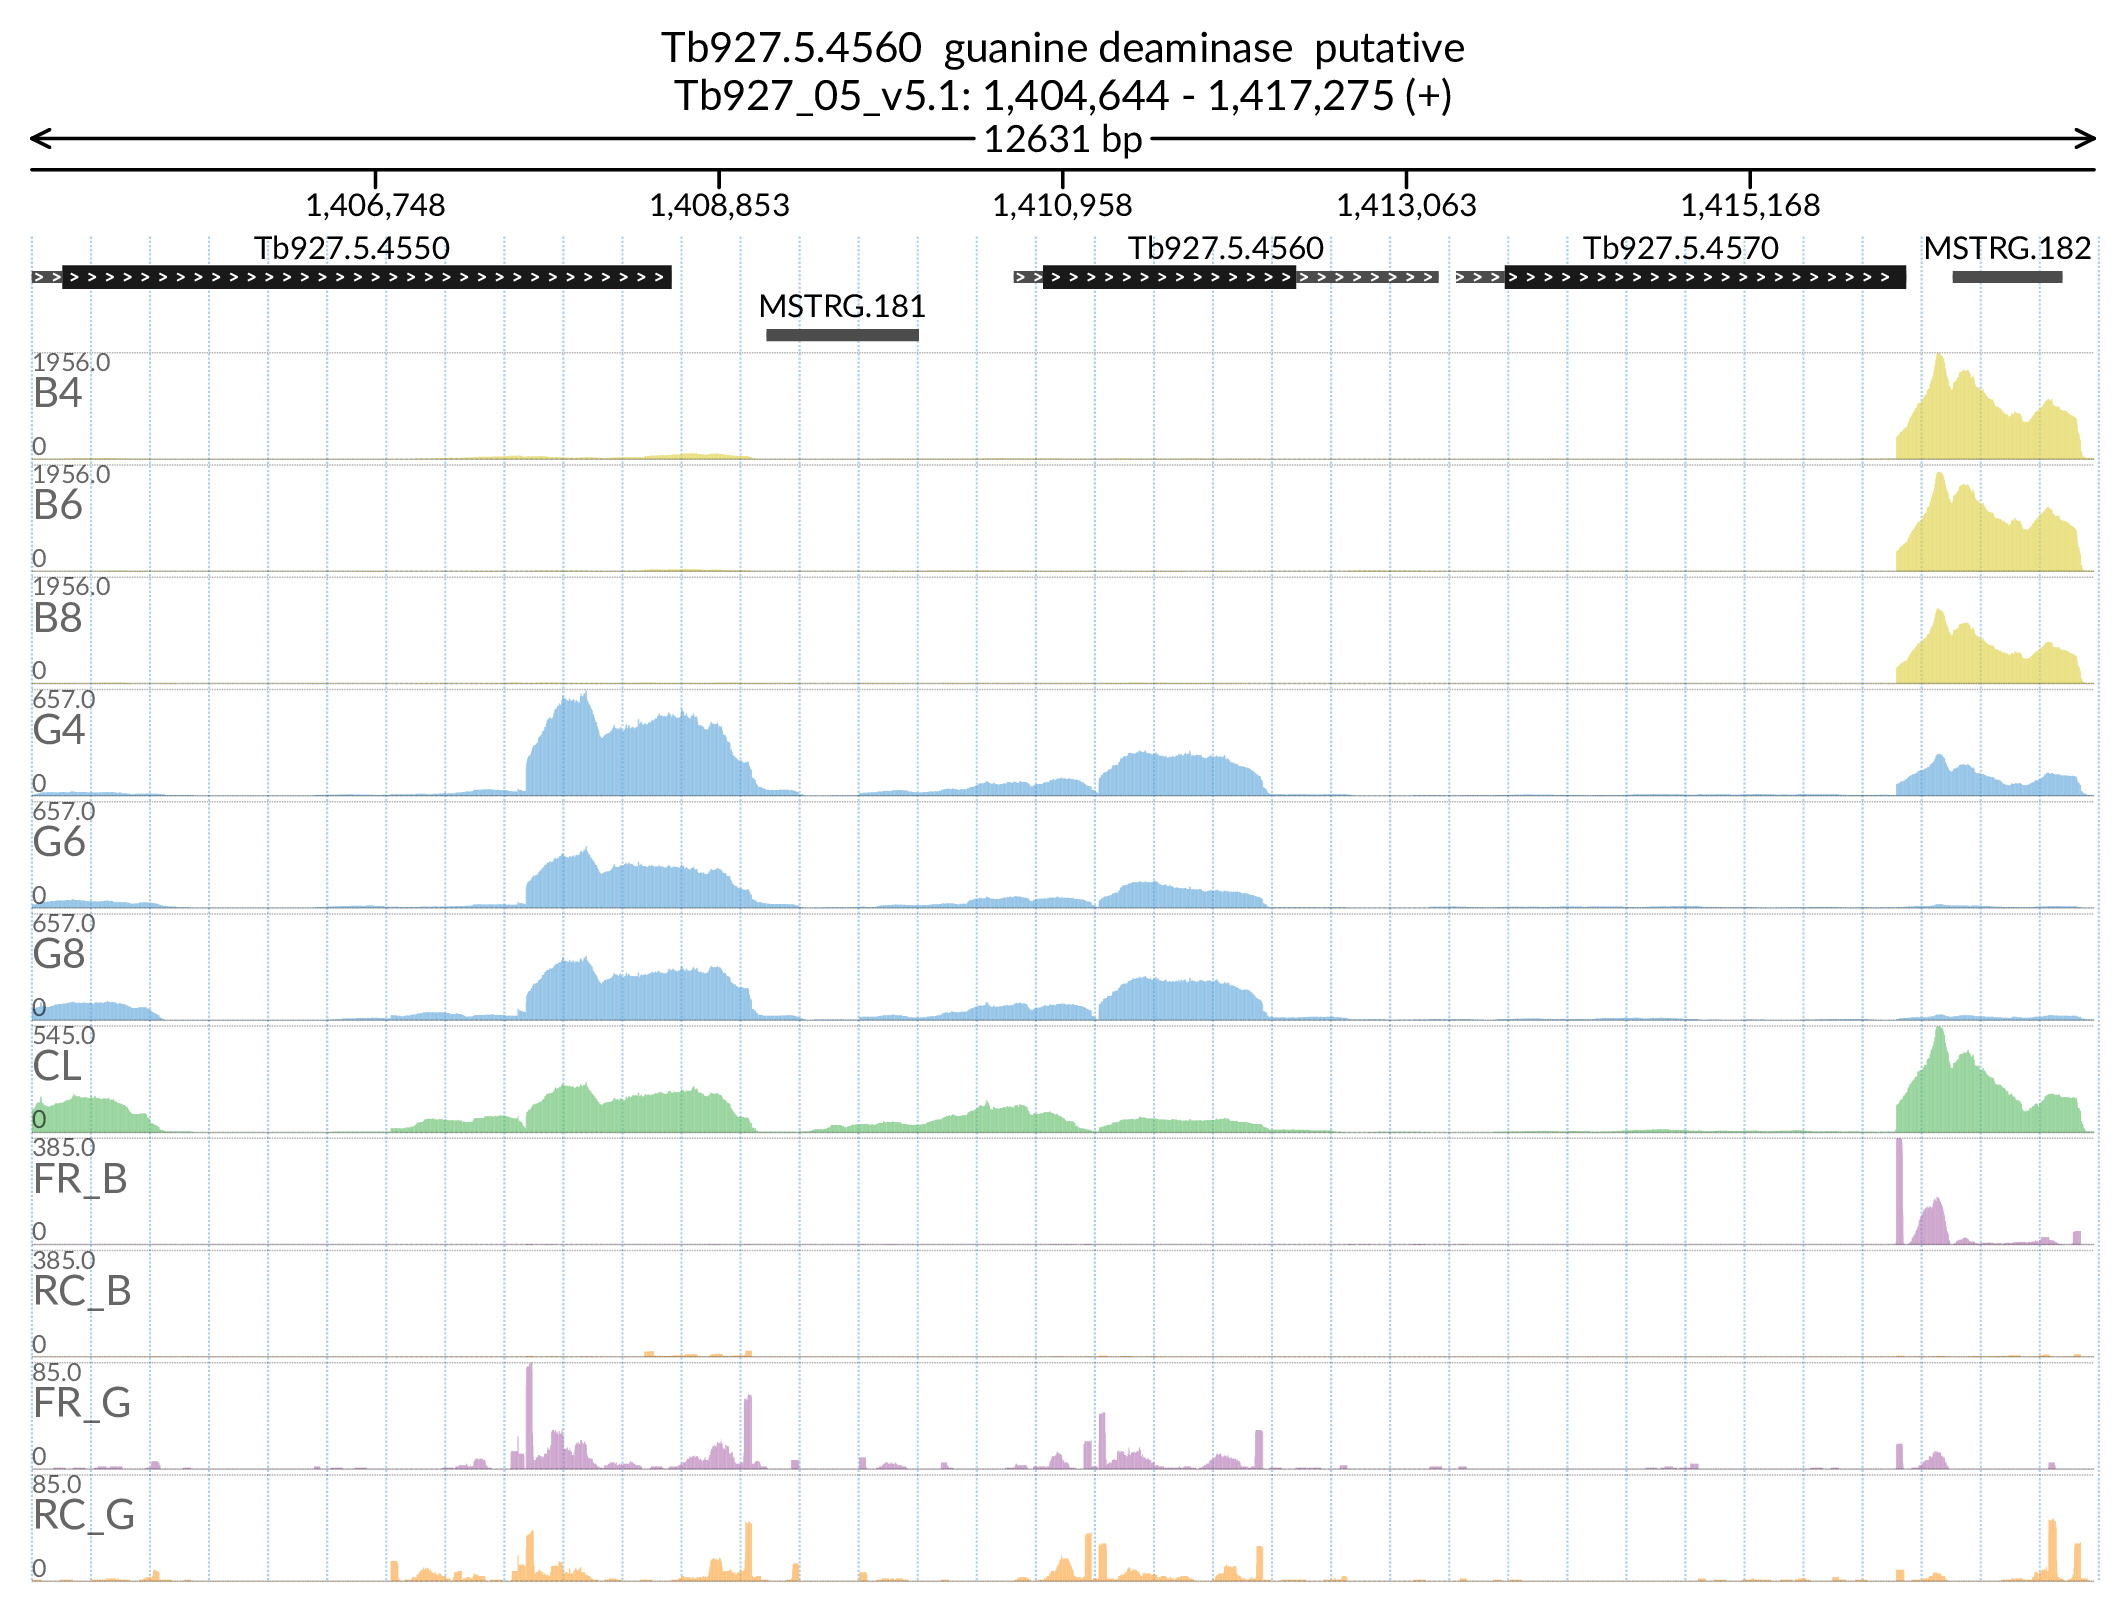 Tb927.5.4560  guanine deaminase  putative
Tb927_05_v5.1: 1,404,644 - 1,417,275 (+)
12631 bp
1,406,748 1,408,853 1,410,958 1,413,063 1,415,168
Tb927.5.4550 Tb927.5.4560 Tb927.5.4570 MSTRG.182
MSTRG.181
1956.0
B4
0
1956.0
B6
0
1956.0
B8
0
657.0
G4
0
657.0
G6
0
657.0
G8
0
545.0
CL
0
385.0
FR_B
0
385.0
RC_B
0
85.0
FR_G
0
85.0
RC_G
0